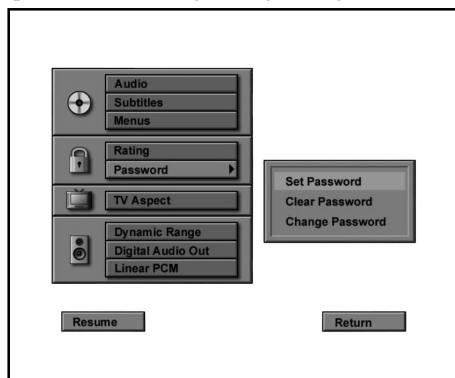 Audio
Subtitles
Menus
Rating
Password
TV Aspect
Dynamic Range
Digital Audio Out
Linear PCM
Set Password
Clear Password
Change Password
Resume
Return